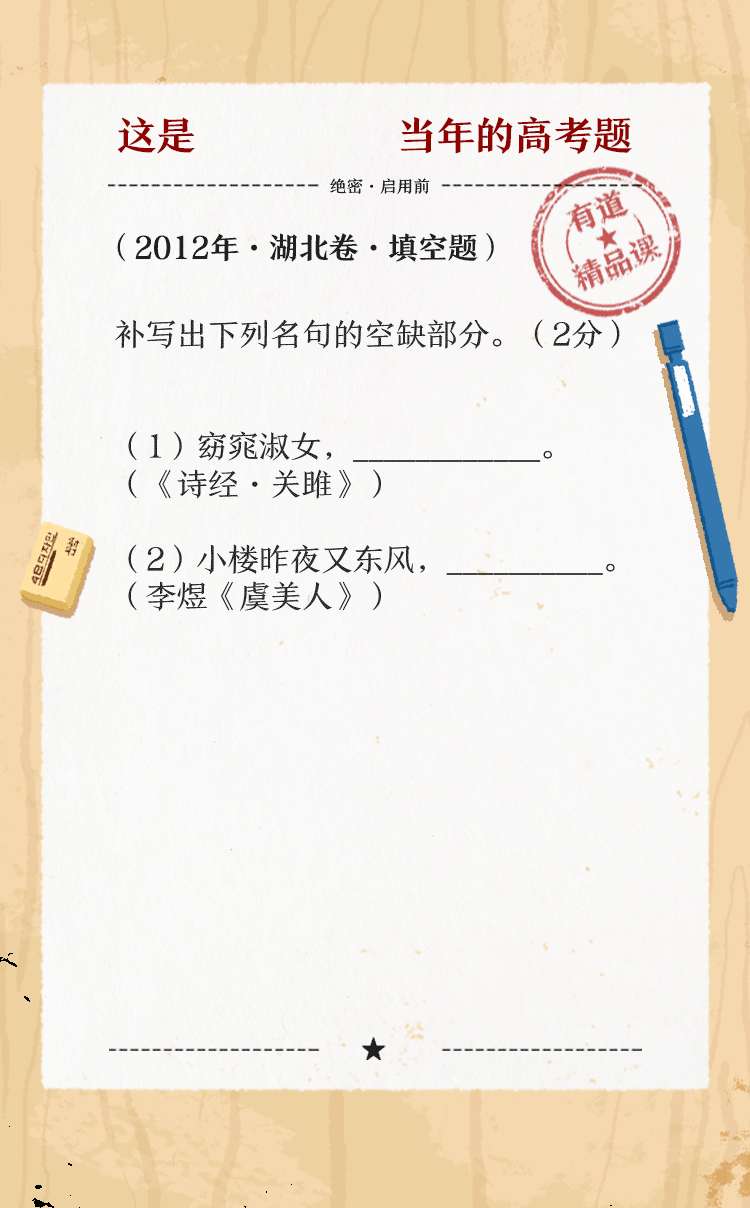 这是 当年的高考题
绝密·启用前
有道
精品课
（2012年·湖北卷·填空题）
补写出下列名句的空缺部分。（2分）
（1）窈窕淑女，____________。
（《诗经·关雎》）
（2）小楼昨夜又东风，__________。
（李煜《虞美人》）